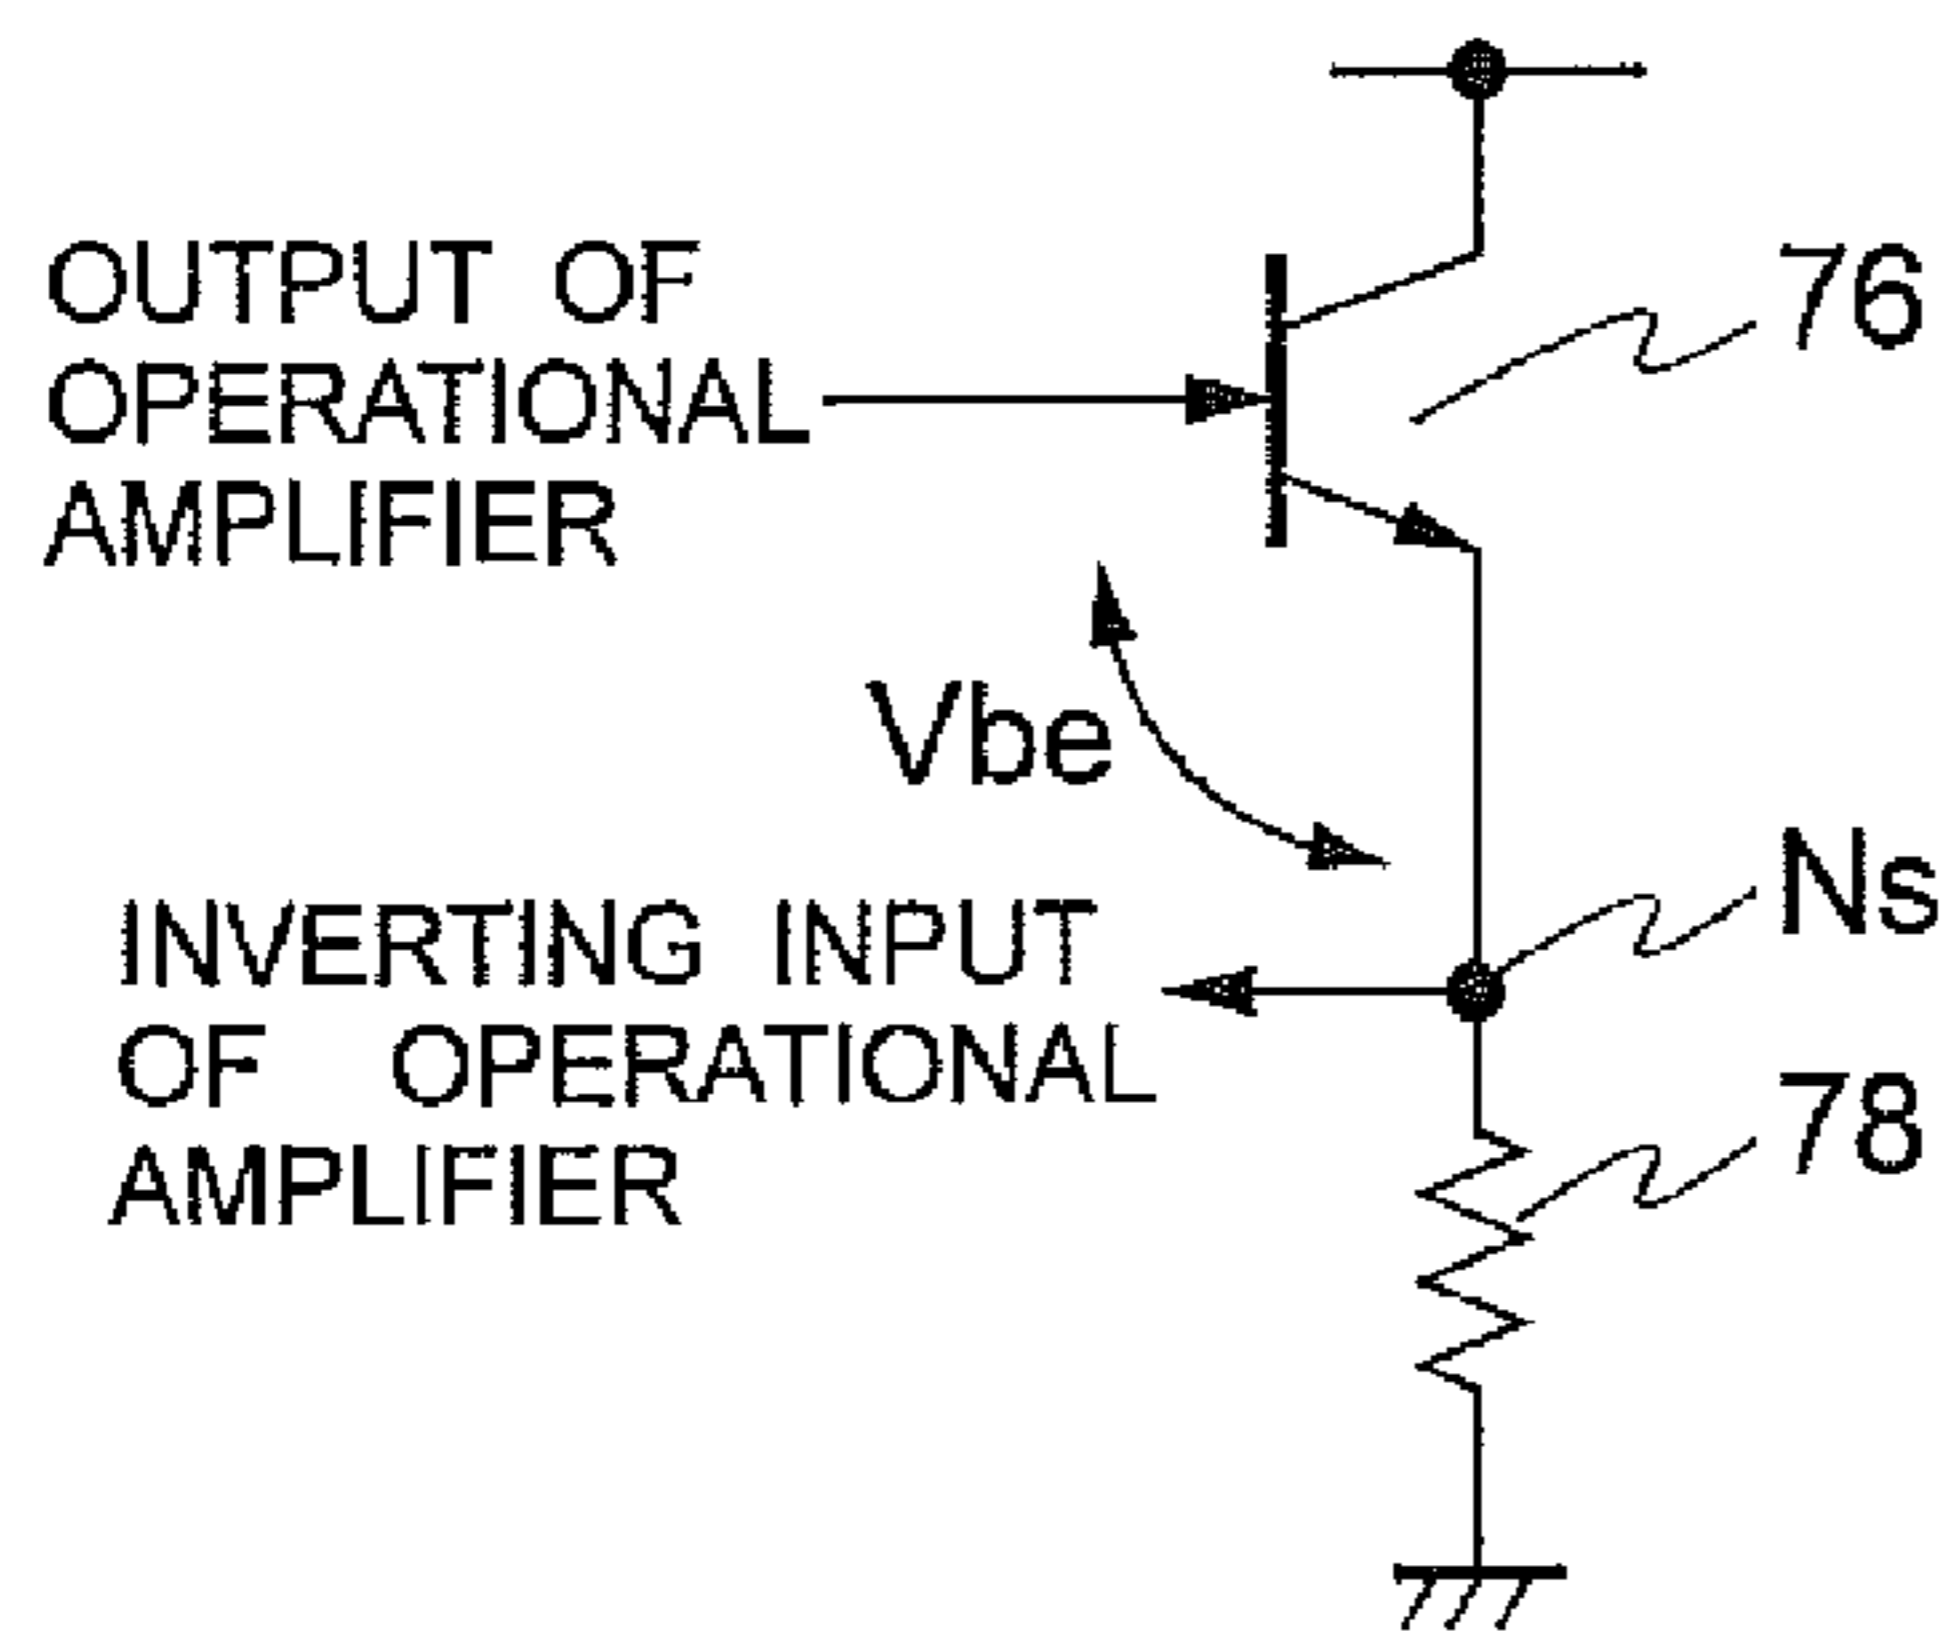 OUTPUT OF
OPERATIONAL
AMPLIFIER
76
Vbe
Ns
INVERTING INPUT
OF OPERATIONAL
AMPLIFIER
78